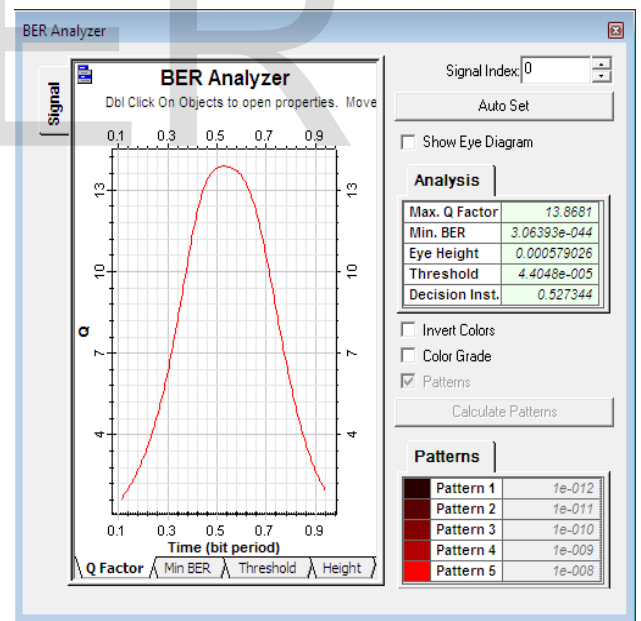 BER Analyzer
Signal
BER Analyzer
Dbl Click On Objects to open properties. Move
0.1 0.3 0.5 0.7 0.9
13 13
10 10
Q
7 7
4 4
0.1 0.3 0.5 0.7 0.9
Time (bit period)
Q Factor Min BER Threshold Height
Signal Index: 0
Auto Set
Show Eye Diagram
Analysis
Max. Q Factor 13.8681
Min. BER 3.06393e-044
Eye Height 0.000579026
Threshold 4.4048e-005
Decision Inst. 0.527344
Invert Colors
Color Grade
Patterns
Calculate Patterns
Patterns
Pattern 1 1e-012
Pattern 2 1e-011
Pattern 3 1e-010
Pattern 4 1e-009
Pattern 5 1e-008